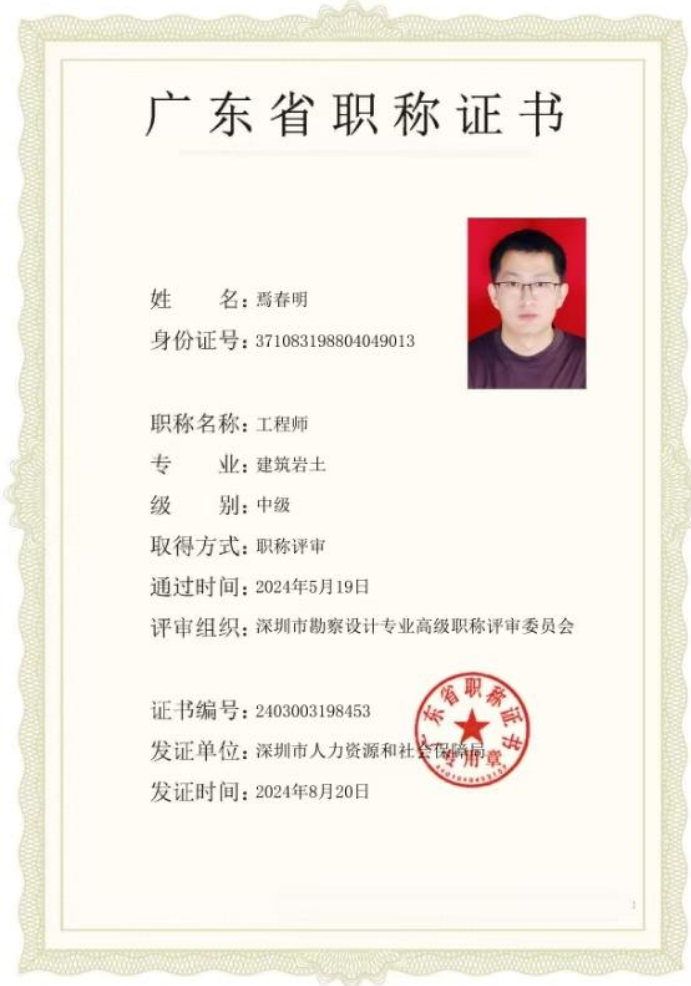 广东省职称证书
姓 名：焉春明
身份证号：371083198804049013
职称名称：工程师
专 业：建筑岩土
级 别：中级
取得方式：职称评审
通过时间：2024年5月19日
评审组织：深圳市勘察设计专业高级职称评审委员会
证书编号：2403003198453
发证单位：深圳市人力资源和社会保障局
发证时间：2024年8月20日
广东省职称证书
专用章